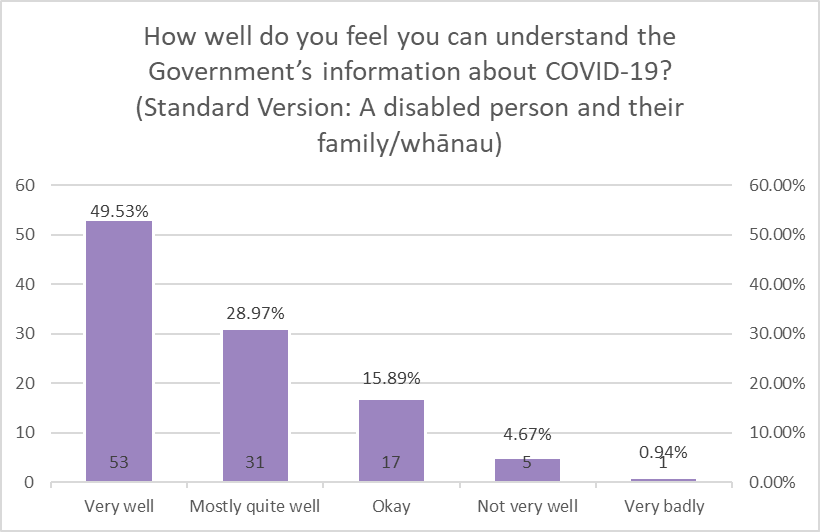 How well do you feel you can understand the
Government’s information about COVID-19?
(Standard Version: A disabled person and their
family/whānau)
60
50
40
30
20
10
0
60.00%
50.00%
40.00%
30.00%
20.00%
10.00%
0.00%
49.53%
28.97%
15.89%
4.67%
0.94%
53
31
17
5
1
Very well
Mostly quite well
Okay
Not very well
Very badly